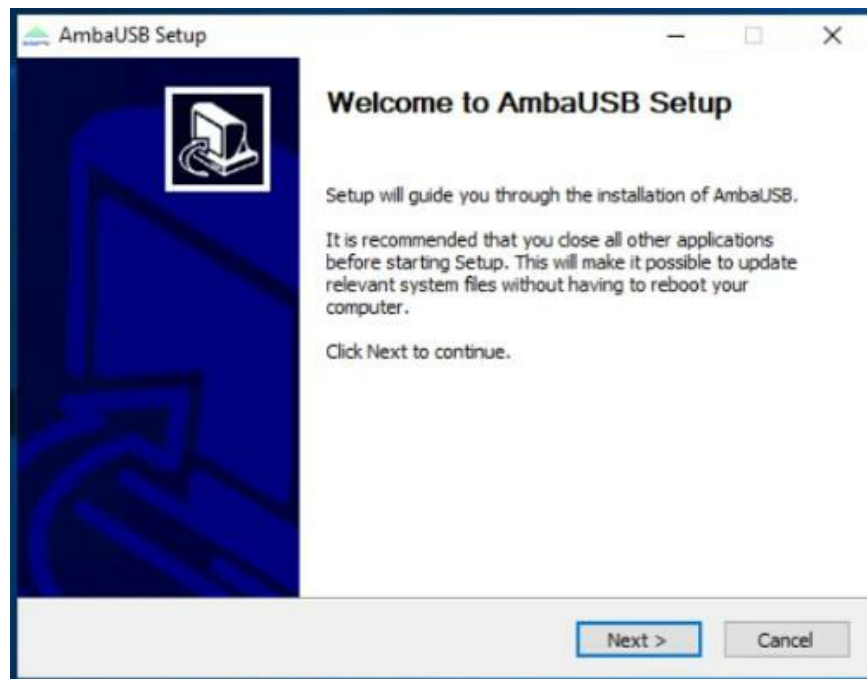 AmbaUSB Setup
Welcome to AmbaUSB Setup
Setup will guide you through the installation of AmbaUSB.
It is recommended that you close all other applications
before starting Setup. This will make it possible to update
relevant system files without having to reboot your
computer.
Click Next to continue.
Next >
Cancel